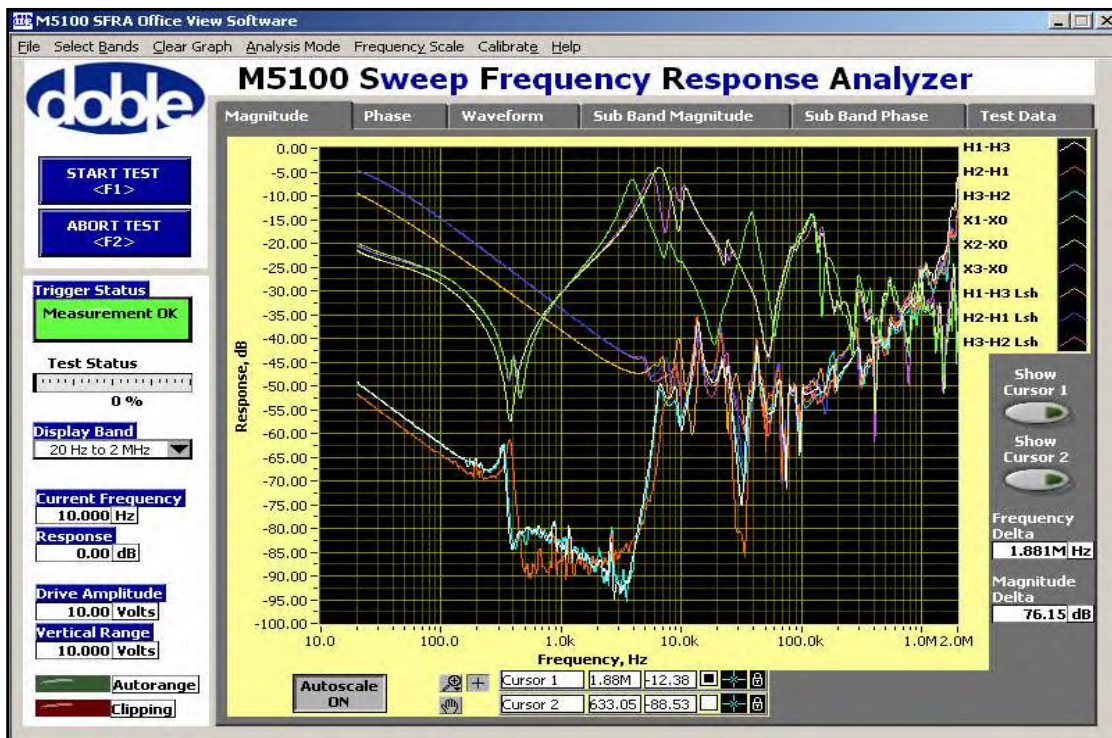 M5100 SFRA Office View Software
File Select Bands Clear Graph Analysis Mode Frequency Scale Calibrate Help
doble
M5100 Sweep Frequency Response Analyzer
Magnitude Phase Waveform Sub Band Magnitude Sub Band Phase Test Data
START TEST
<F1>
ABORT TEST
<F2>
Trigger Status
Measurement OK
Test Status
0 %
Display Band
20 Hz to 2 MHz
Current Frequency
10.000 Hz
Response
0.00 dB
Drive Amplitude
10.00 Volts
Vertical Range
10.000 Volts
Autorange
Clipping
Response, dB
0.00
-5.00
-10.00
-15.00
-20.00
-25.00
-30.00
-35.00
-40.00
-45.00
-50.00
-55.00
-60.00
-65.00
-70.00
-75.00
-80.00
-85.00
-90.00
-95.00
-100.00
10.0 100.0 1.0k 10.0k 100.0k 1.0M 2.0M
Frequency, Hz
H1-H3
H2-H1
H3-H2
X1-X0
X2-X0
X3-X0
H1-H3 Lsh
H2-H1 Lsh
H3-H2 Lsh
Show
Cursor 1
Show
Cursor 2
Frequency
Delta
1.881M Hz
Magnitude
Delta
76.15 dB
Autoscale
ON
Cursor 1 1.88M -12.38
Cursor 2 633.05 -88.53